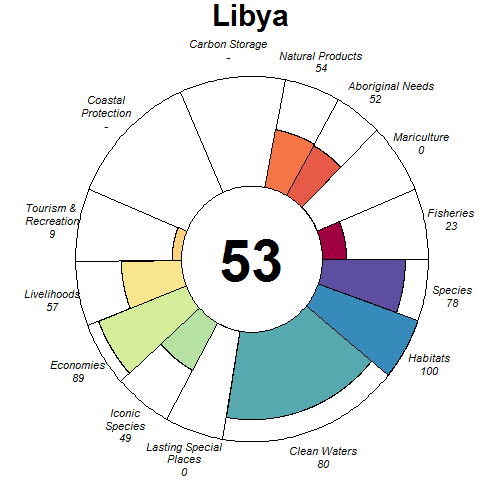 Libya
Carbon Storage
-
Natural Products
54
Aboriginal Needs
52
Mariculture
0
Fisheries
23
Species
78
Habitats
100
Clean Waters
80
Lasting Special
Places
0
Iconic
Species
49
Economies
89
Livelihoods
57
Tourism &
Recreation
9
Coastal
Protection
-
53